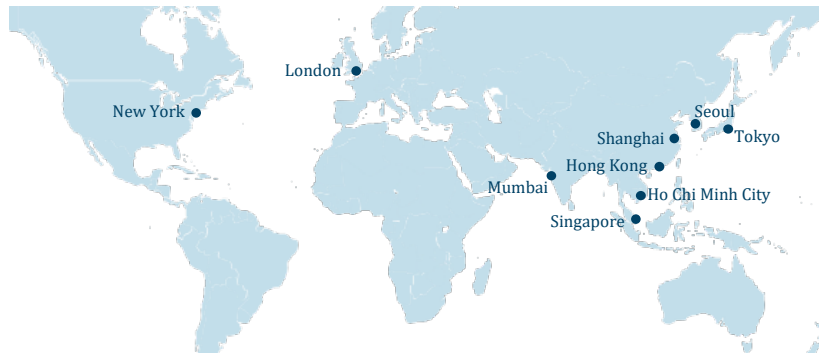 London
New York
Seoul
Shanghai
Tokyo
Hong Kong
Mumbai
Ho Chi Minh City
Singapore